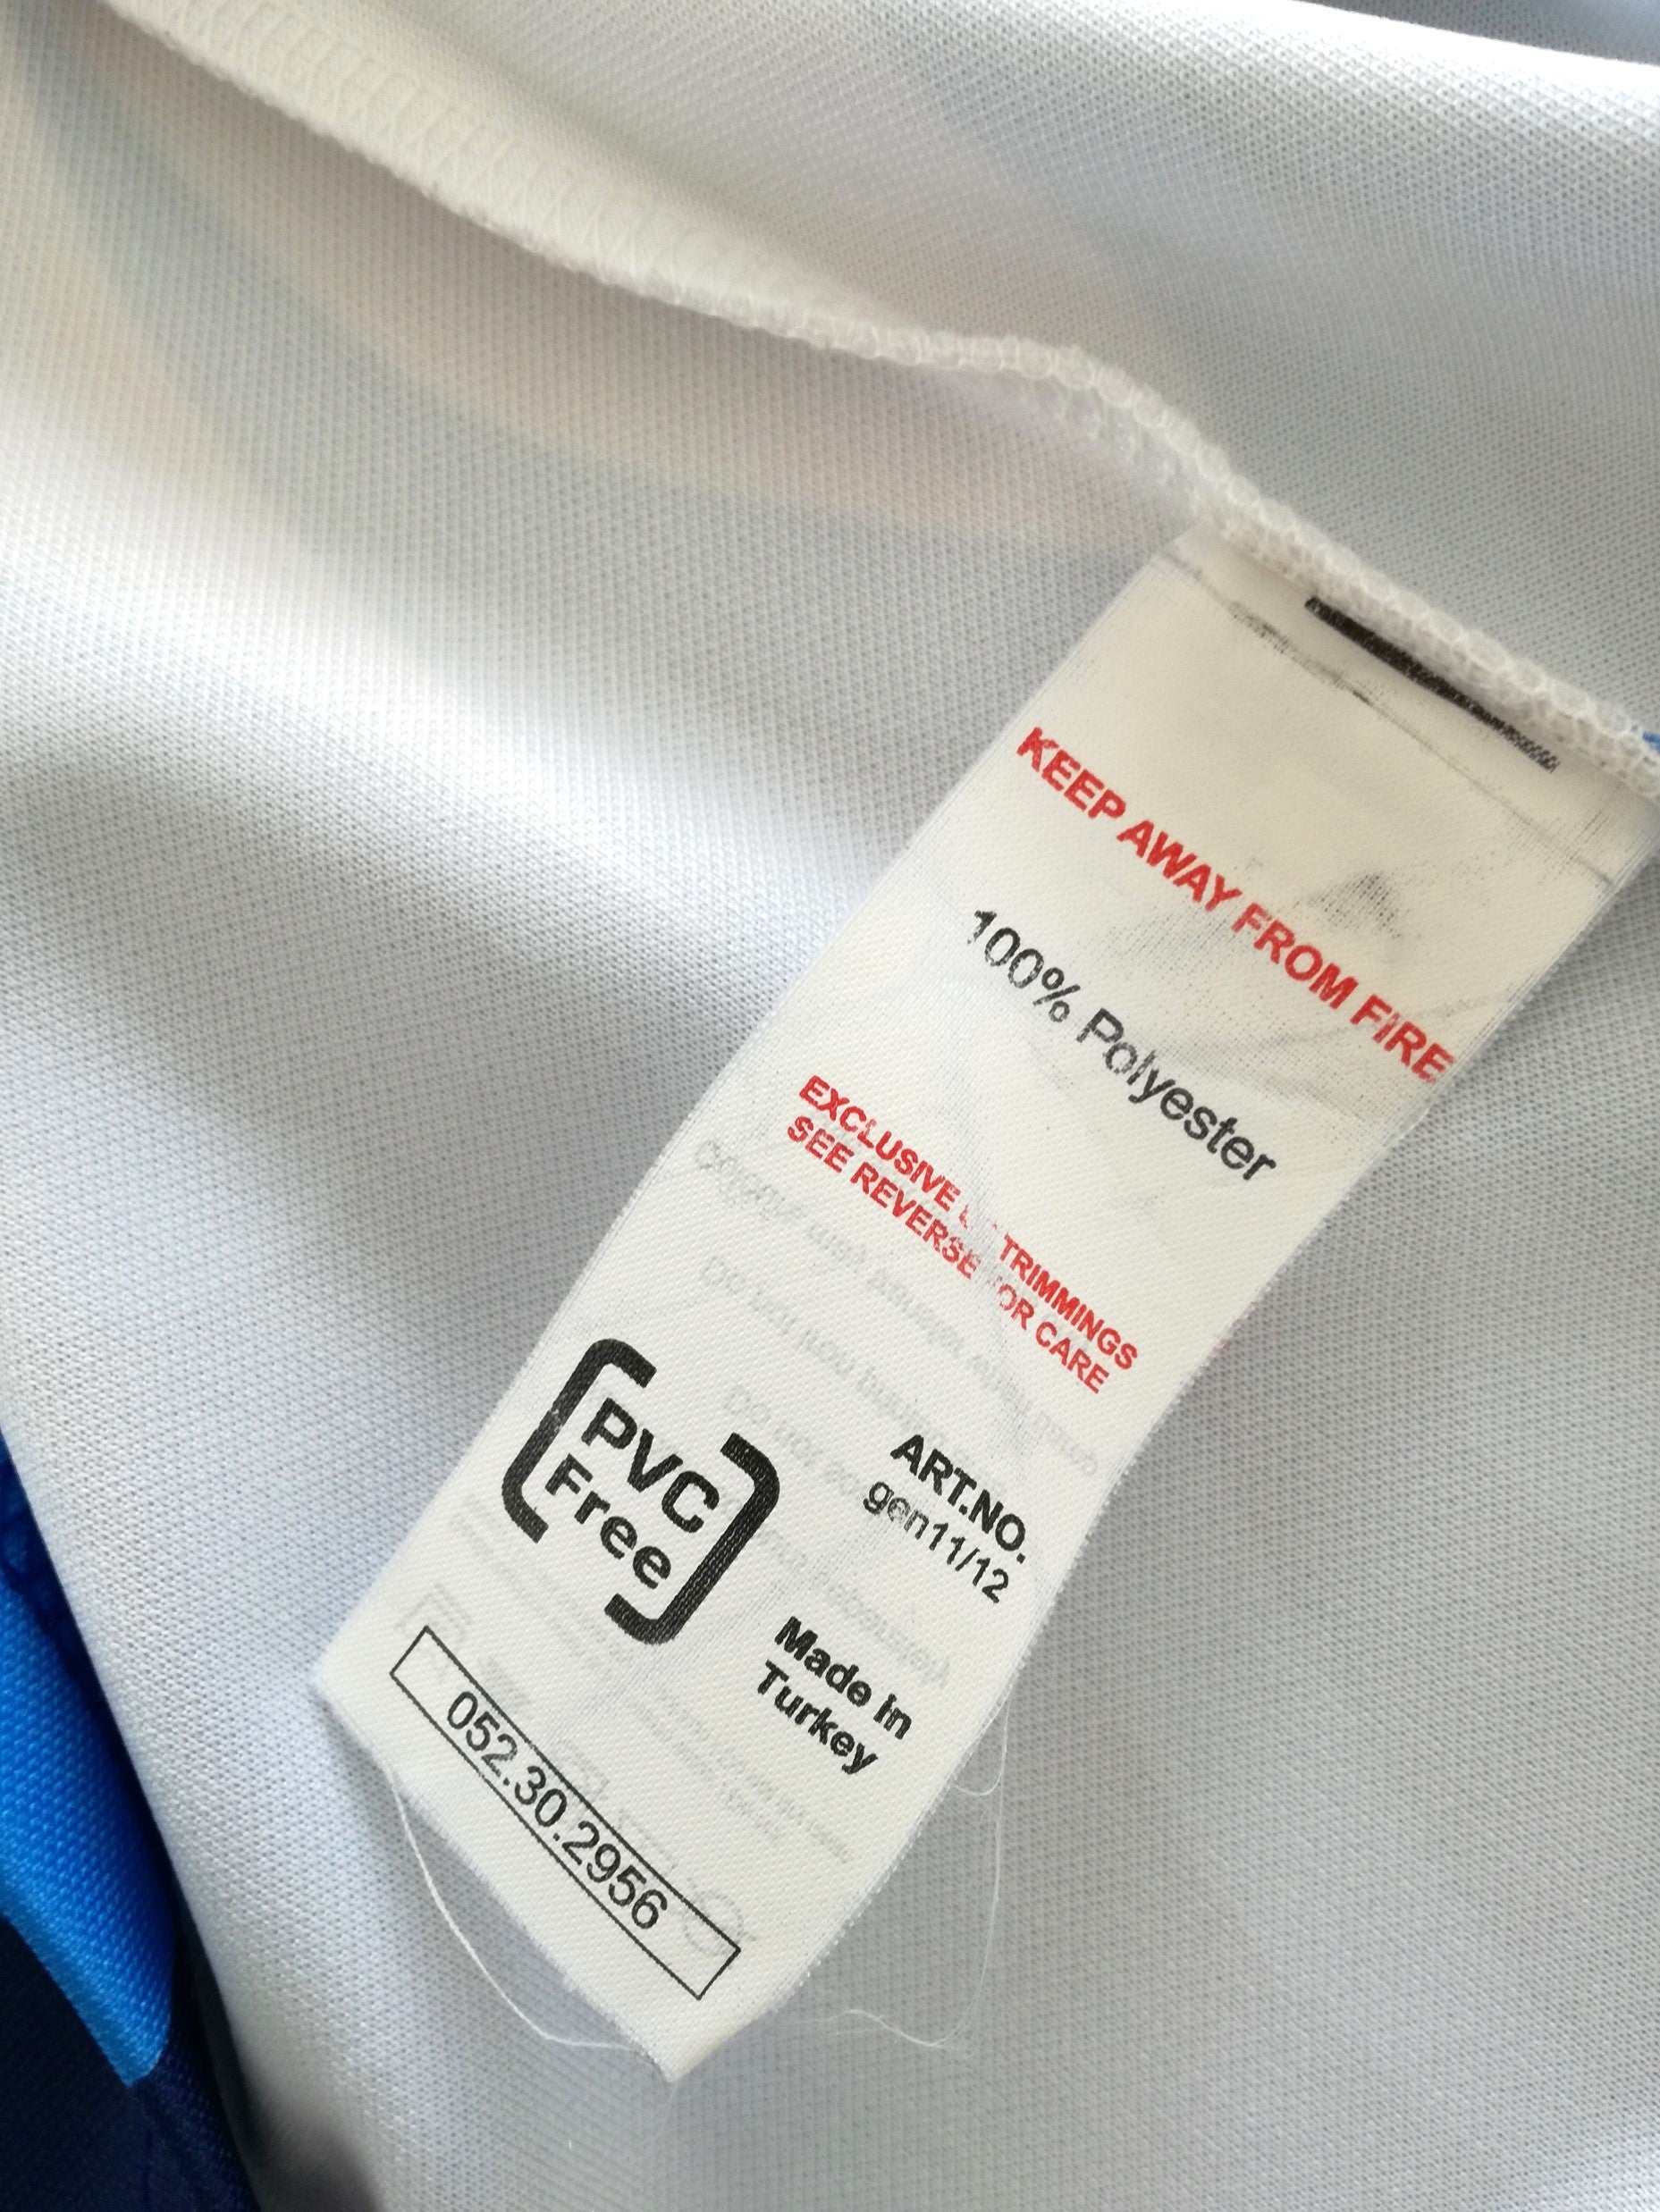 KEEP AWAY FROM FIRE
100% Polyester
EXCLUSIVE TRIMMINGS
SEE REVERSE FOR CARE
ART.NO.
gen11/12
PVC
Free
Made in
Turkey
052.30.2956